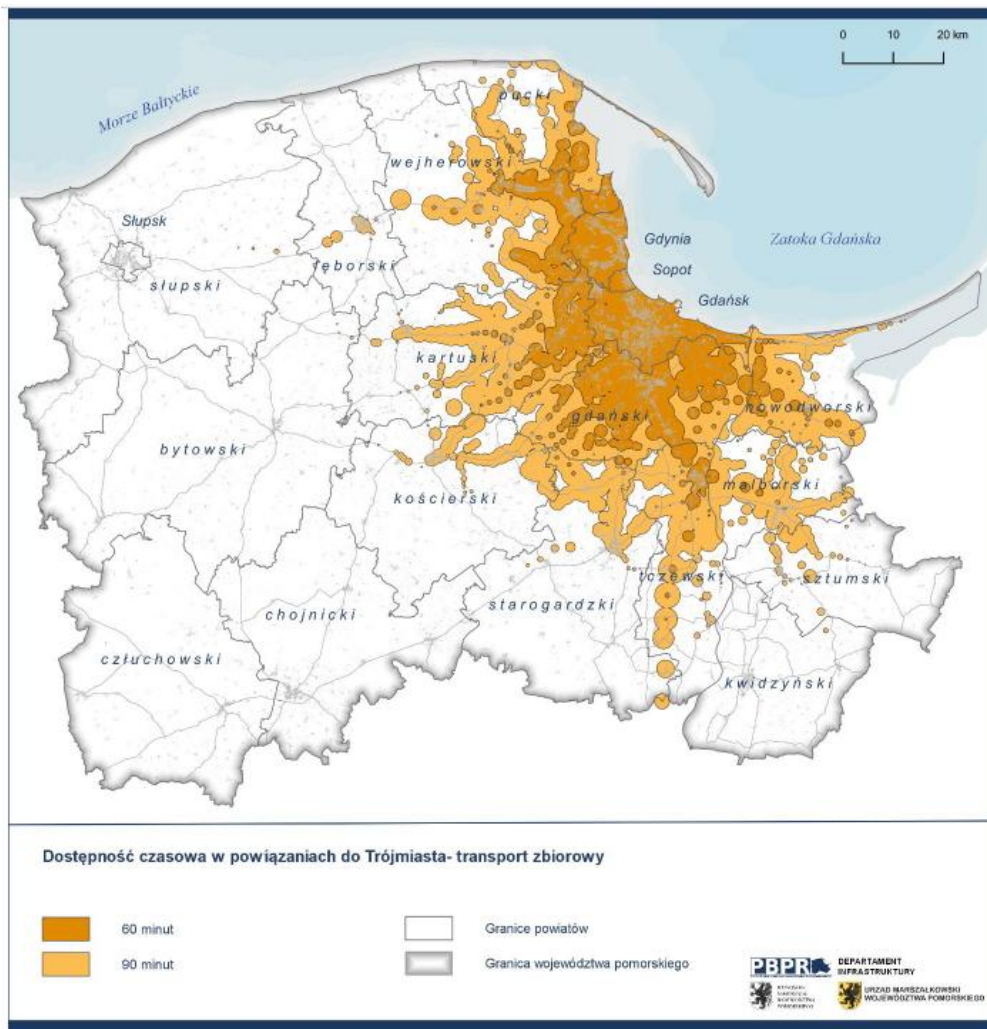 0 10 20 km
Morze Bałtyckie
pucki
wejherowski
Słupsk
Gdynia
Zatoka Gdańska
lęborski
Sopot
słupski
Gdańsk
kartuski
gdański
nowodworski
bytowski
malborski
kościerski
tczewski
sztumski
starogardzki
chojnicki
człuchowski
kwidzyński
Dostępność czasowa w powiązaniach do Trójmiasta- transport zbiorowy
60 minut
Granice powiatów
90 minut
Granica województwa pomorskiego
PBPR
DEPARTAMENT
INFRASTRUKTURY
URZĄD MARSZAŁKOWSKI
WOJEWÓDZTWA POMORSKIEGO